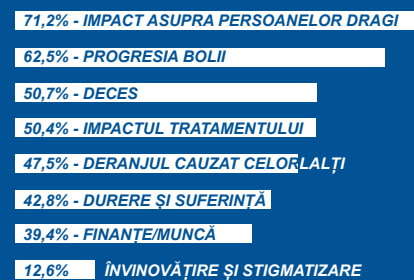 71,2% - IMPACT ASUPRA PERSOANELOR DRAGI
62,5% - PROGRESIA BOLII
50,7% - DECES
50,4% - IMPACTUL TRATAMENTULUI
47,5% - DERANJUL CAUZAT CELORLALȚI
42,8% - DURERE ȘI SUFERINȚĂ
39,4% - FINANȚE/MUNCĂ
12,6% ÎNVINOVĂȚIRE ȘI STIGMATIZARE